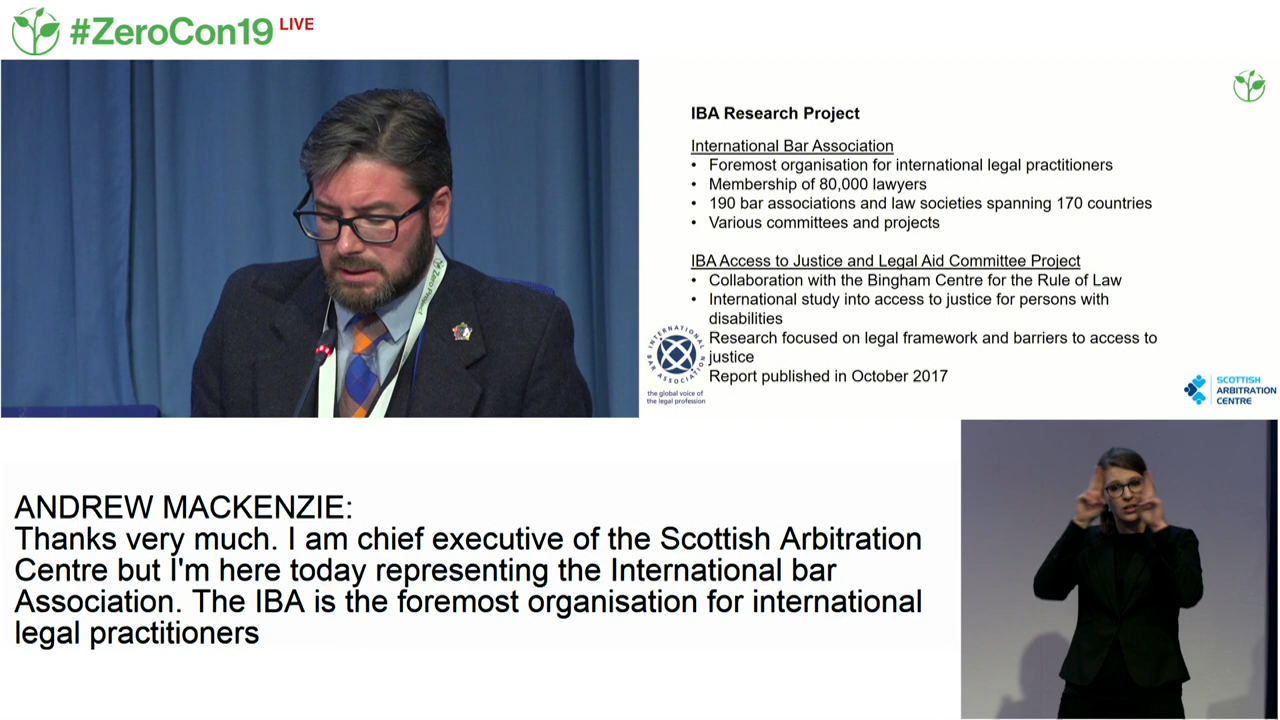 #ZeroCon19 LIVE
IBA Research Project
International Bar Association
• Foremost organisation for international legal practitioners
• Membership of 80,000 lawyers
• 190 bar associations and law societies spanning 170 countries
• Various committees and projects
IBA Access to Justice and Legal Aid Committee Project
• Collaboration with the Bingham Centre for the Rule of Law
• International study into access to justice for persons with
disabilities
Research focused on legal framework and barriers to access to
justice
Report published in October 2017
INTERNATIONAL BAR ASSOCIATION
the global voice of
the legal profession
SCOTTISH
ARBITRATION
CENTRE
Zero Project
ANDREW MACKENZIE:
Thanks very much. I am chief executive of the Scottish Arbitration
Centre but I'm here today representing the International bar
Association. The IBA is the foremost organisation for international
legal practitioners